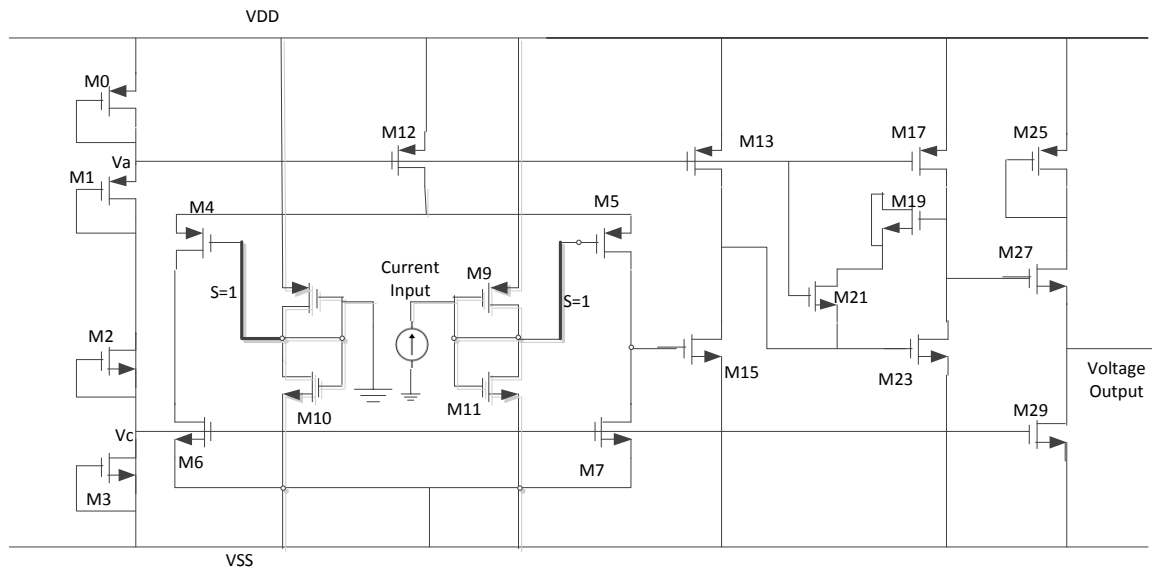 VDD
M0
M12
M13
M17
M25
Va
M1
M4
M5
M19
Current
Input
M9
M27
S=1
S=1
M21
M2
M15
M23
Voltage
Output
M10
M11
M29
Vc
M6
M7
M3
VSS